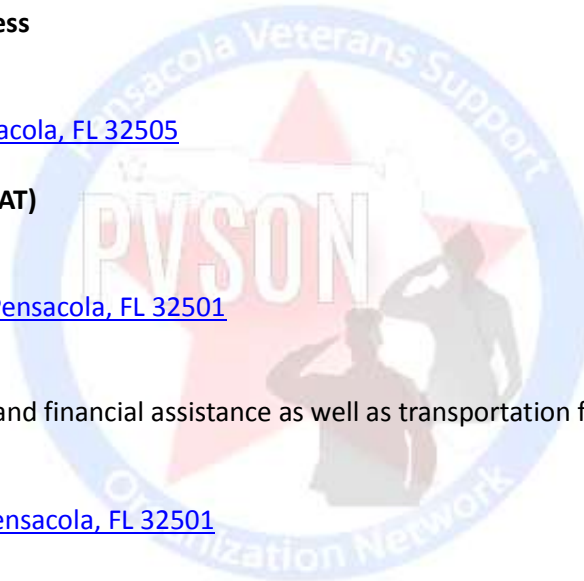 ess
acola, FL 32505
AT)
Pensacola, FL 32501
and financial assistance as well as transportation f
ensacola, FL 32501
Pensacola Veterans Support
PVSON
Organization Network